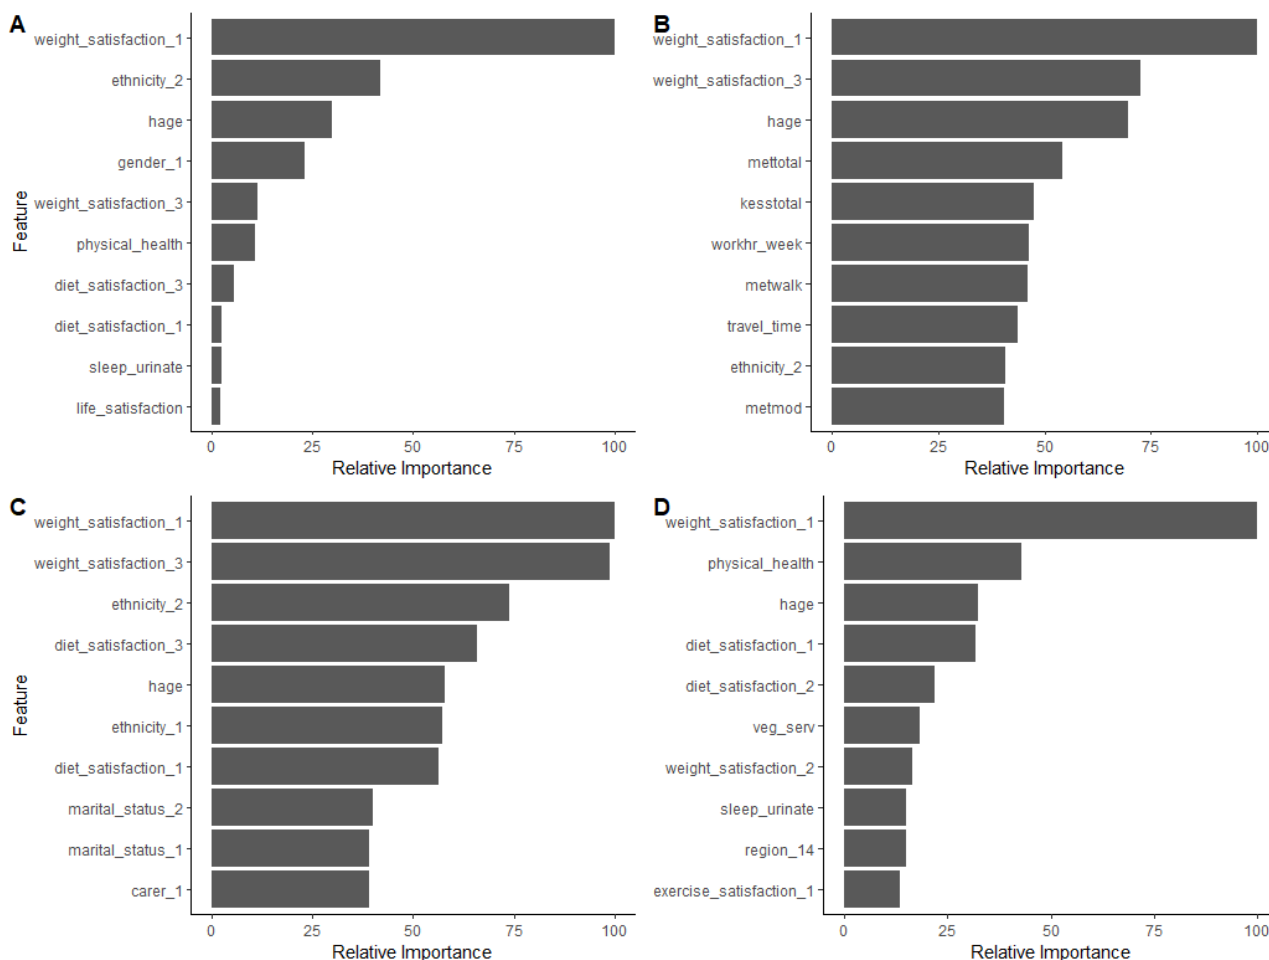 A
weight_satisfaction_1
ethnicity_2
hage
gender_1
weight_satisfaction_3
physical_health
diet_satisfaction_3
diet_satisfaction_1
sleep_urinate
life_satisfaction
Feature
0 25 50 75 100
Relative Importance
B
weight_satisfaction_1
weight_satisfaction_3
hage
mettotal
kesstotal
workhr_week
metwalk
travel_time
ethnicity_2
metmod
0 25 50 75 100
Relative Importance
C
weight_satisfaction_1
weight_satisfaction_3
ethnicity_2
diet_satisfaction_3
hage
ethnicity_1
diet_satisfaction_1
marital_status_2
marital_status_1
carer_1
Feature
0 25 50 75 100
Relative Importance
D
weight_satisfaction_1
physical_health
hage
diet_satisfaction_1
diet_satisfaction_2
veg_serv
weight_satisfaction_2
sleep_urinate
region_14
exercise_satisfaction_1
0 25 50 75 100
Relative Importance